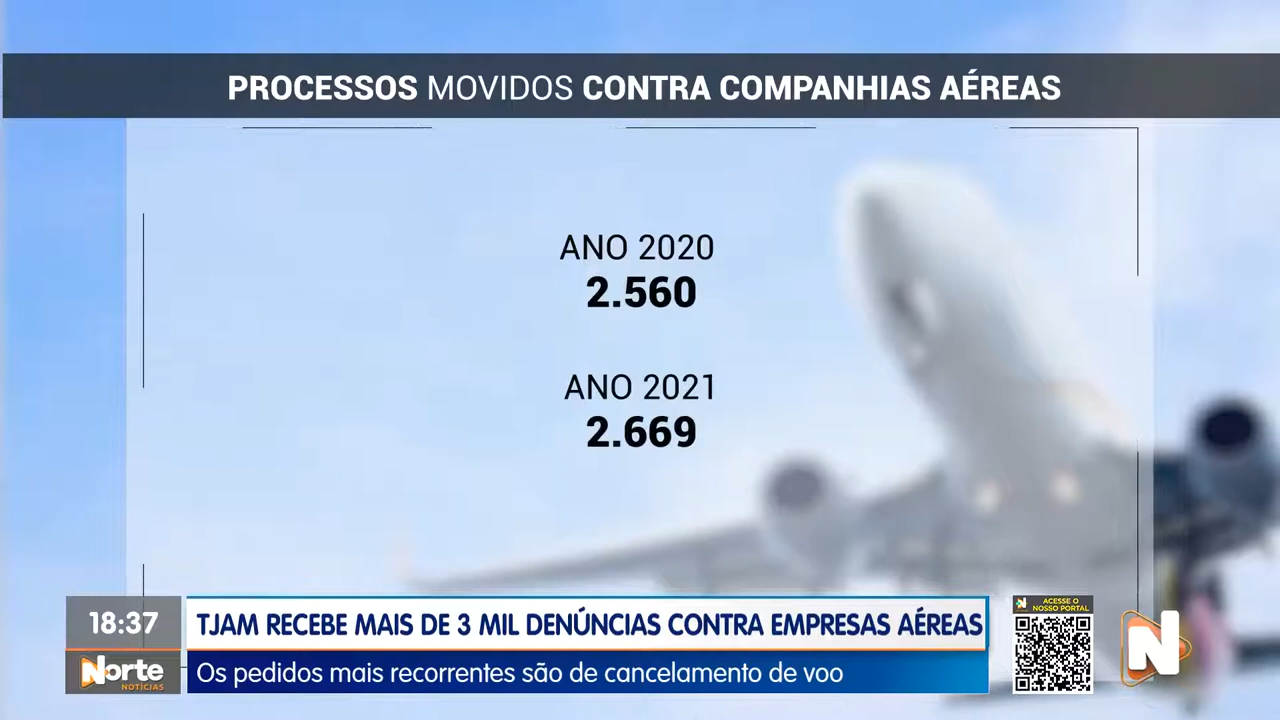 PROCESSOS MOVIDOS CONTRA COMPANHIAS AÉREAS
ANO 2020
2.560
ANO 2021
2.669
18:37
TJAM RECEBE MAIS DE 3 MIL DENÚNCIAS CONTRA EMPRESAS AÉREAS
Norte
NOTÍCIAS
Os pedidos mais recorrentes são de cancelamento de voo
ACESSE O
NOSSO PORTAL
N